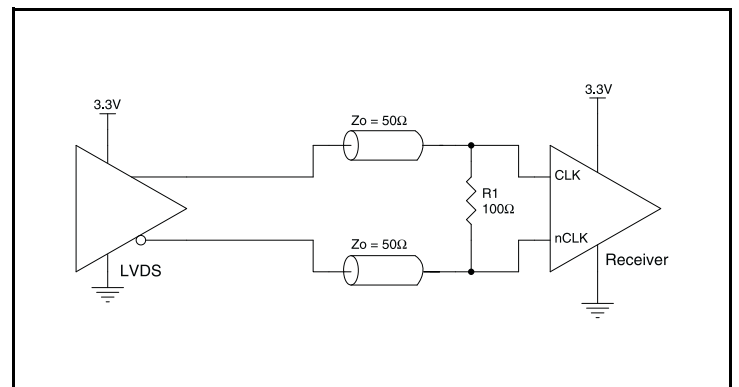 3.3V
LVDS
Zo = 50Ω
Zo = 50Ω
R1
100Ω
3.3V
CLK
nCLK
Receiver